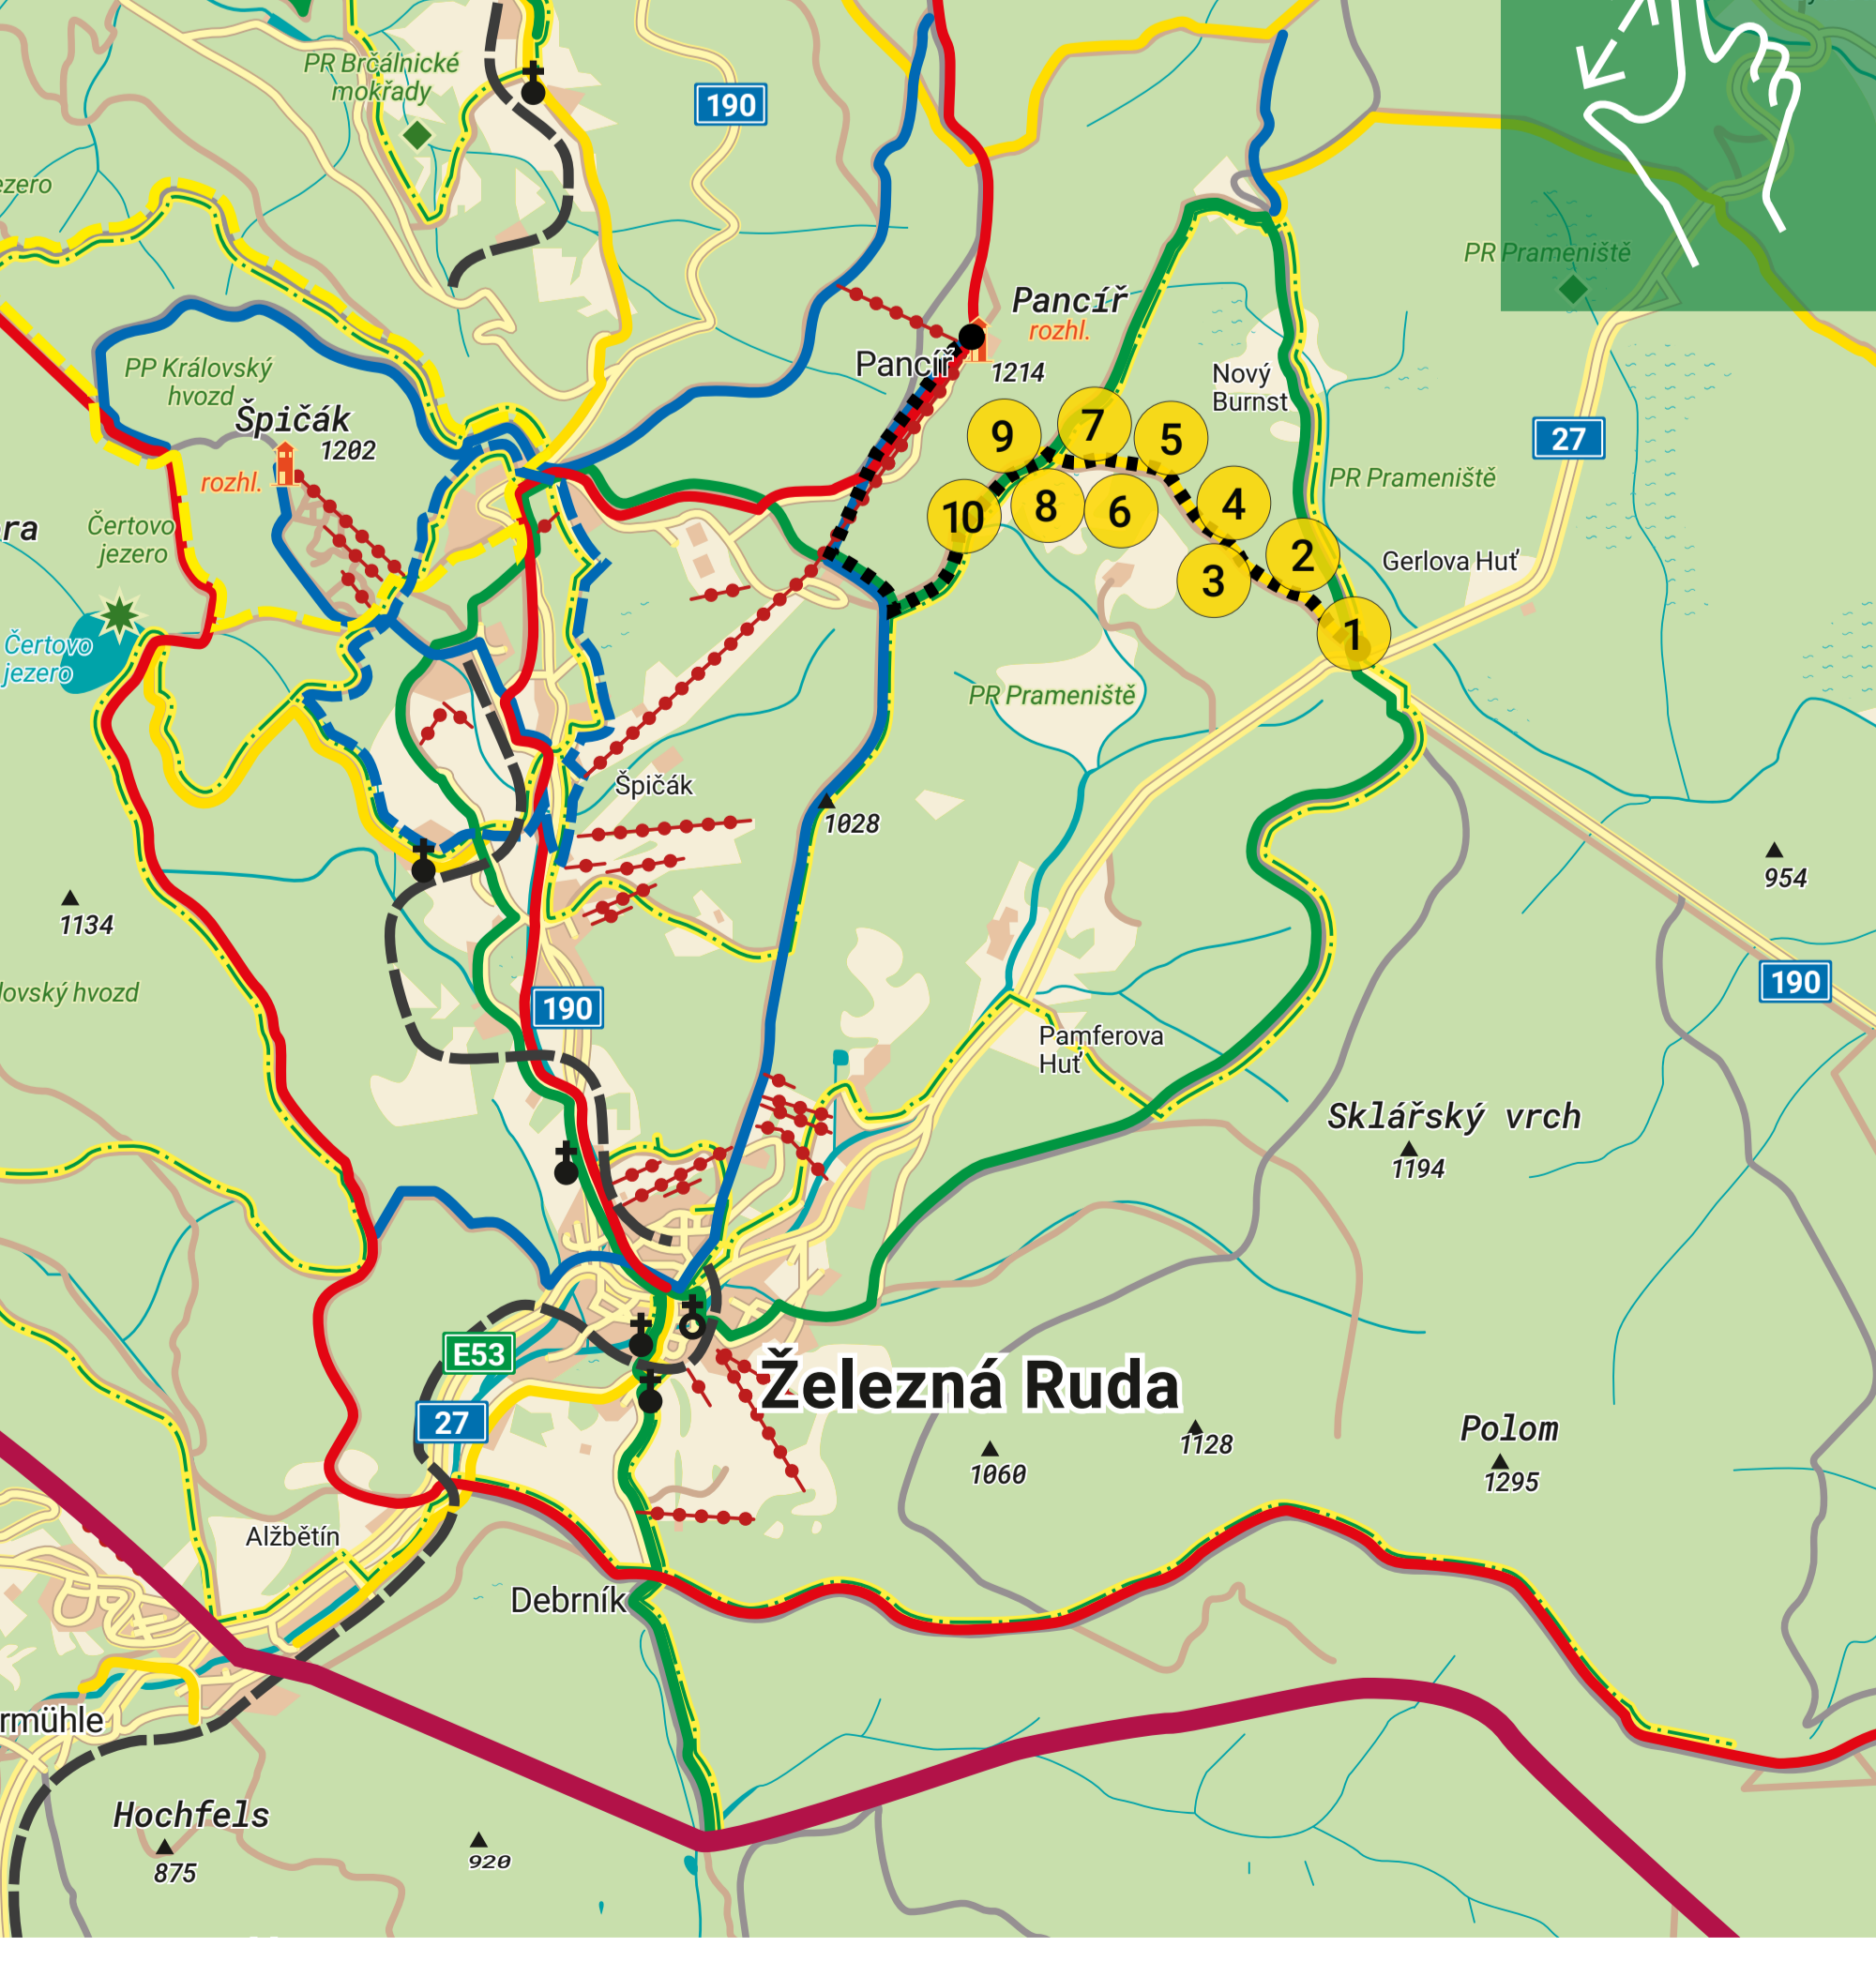 PR Brčálnické
mokřady
190
ezero
PR Prameniště
Pancíř
rozhl.
Pancíř
1214
PP Královský
hvozd
Špičák
1202
rozhl.
Nový
Burnst
27
9
7
5
10
8
6
4
PR Prameniště
ra
Čertovo
jezero
2
3
Gerlova Huť
1
Čertovo
jezero
PR Prameniště
Špičák
1028
954
1134
lovský hvozd
190
190
Pamferova
Huť
Sklářský vrch
1194
E53
Železná Ruda
27
1128
1060
Polom
1295
Alžbětín
Debrník
rmühle
Hochfels
875
920